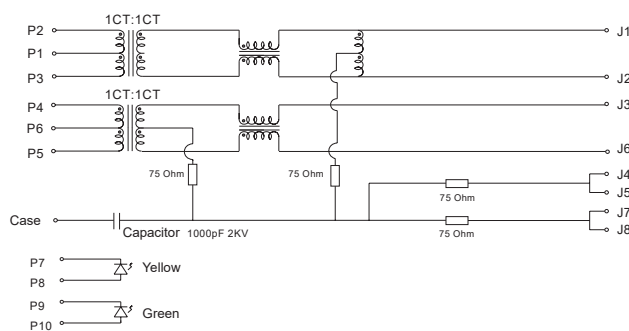 1CT:1CT
P2
J1
P1
P3
J2
1CT:1CT
P4
J3
P6
P5
J6
75 Ohm
75 Ohm
J4
75 Ohm
J5
J7
Case
J8
Capacitor 1000pF 2KV
75 Ohm
P7
Yellow
P8
P9
Green
P10